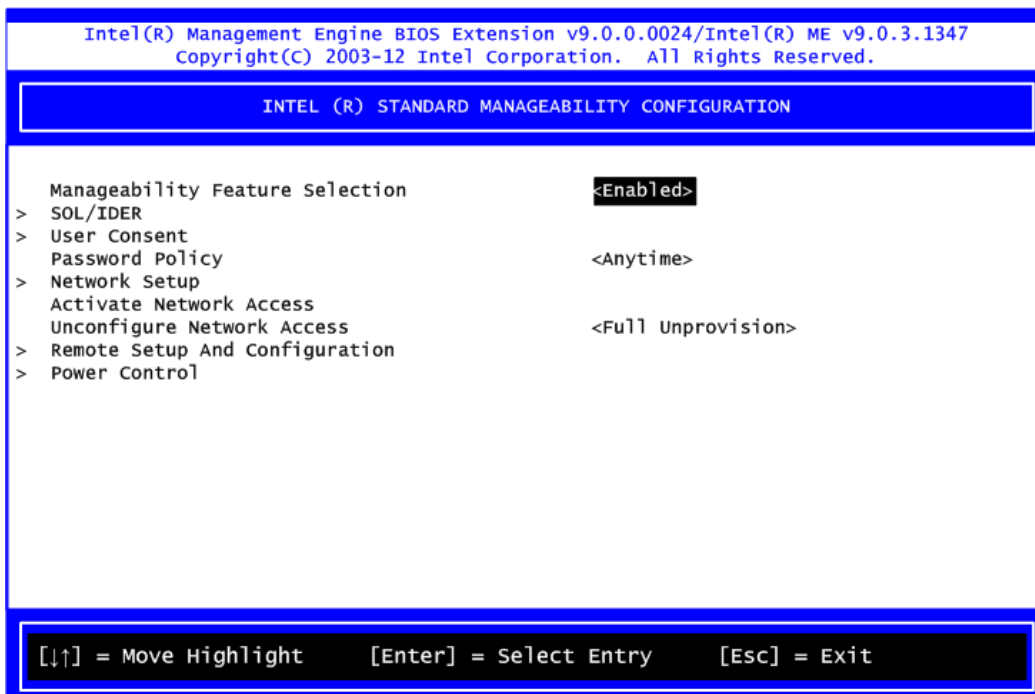 Intel(R) Management Engine BIOS Extension v9.0.0.0024/Intel(R) ME v9.0.3.1347
Copyright(C) 2003-12 Intel Corporation. All Rights Reserved.
INTEL (R) STANDARD MANAGEABILITY CONFIGURATION
Manageability Feature Selection <Enabled>
> SOL/IDER
> User Consent
Password Policy <Anytime>
> Network Setup
Activate Network Access
Unconfigure Network Access <Full Unprovision>
> Remote Setup And Configuration
> Power Control
[↓↑] = Move Highlight [Enter] = Select Entry [Esc] = Exit